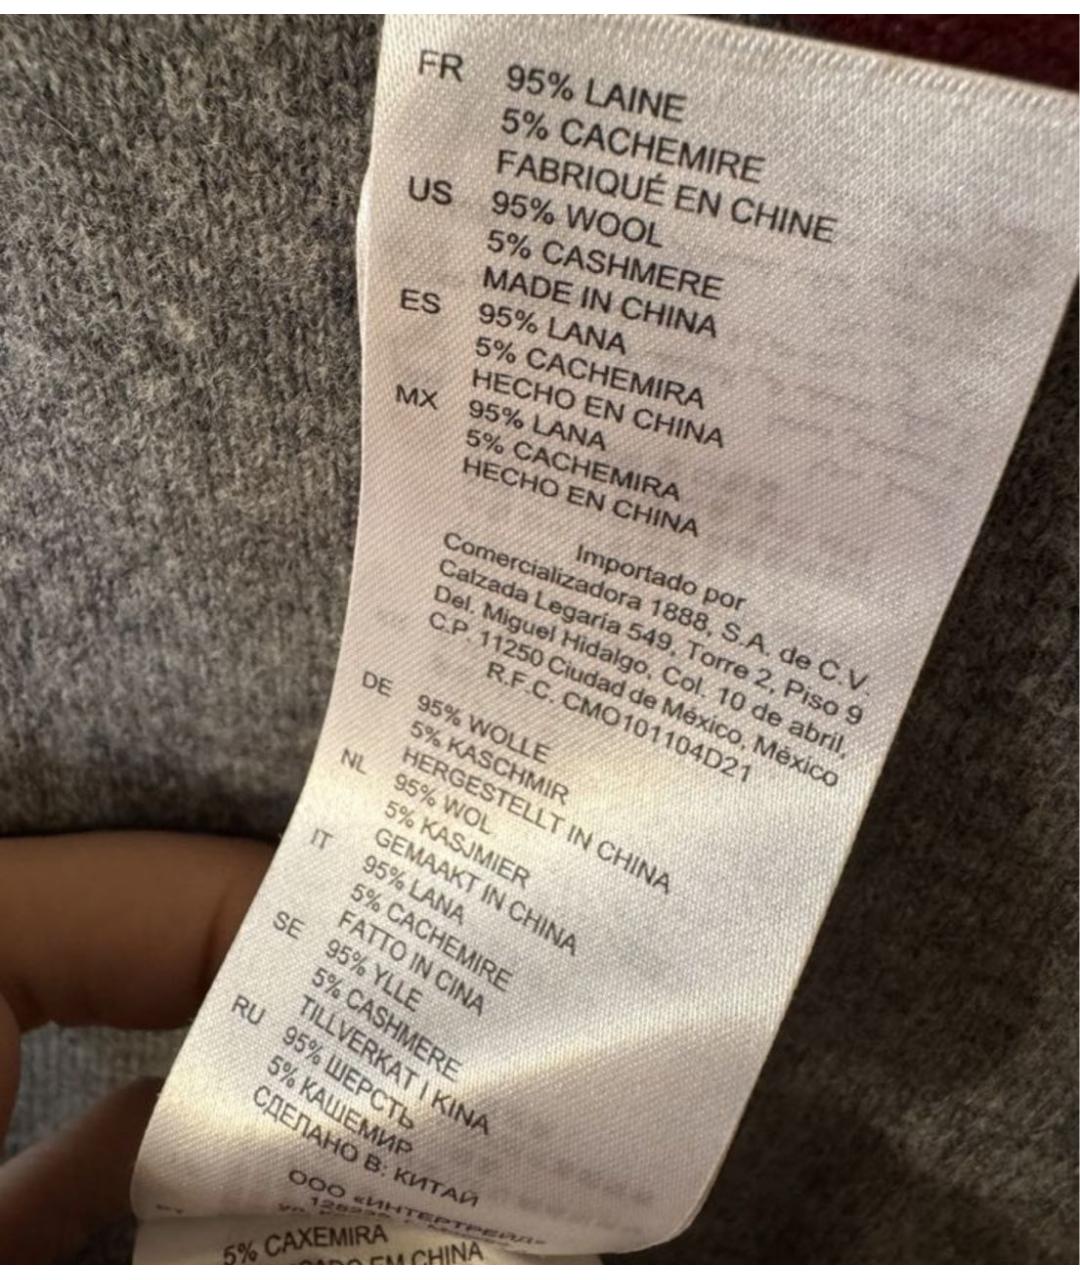 FR 95% LAINE
5% CACHEMIRE
FABRIQUÉ EN CHINE
US 95% WOOL
5% CASHMERE
MADE IN CHINA
ES 95% LANA
5% CACHEMIRA
HECHO EN CHINA
MX 95% LANA
5% CACHEMIRA
HECHO EN CHINA
Importado por
Comercializadora 1888, S.A. de C.V.
Calzada Legaria 549, Torre 2, Piso 9
Del. Miguel Hidalgo, Col. 10 de abril,
C.P. 11250 Ciudad de México, México
R.F.C. CMO101104D21
DE 95% WOLLE
5% KASCHMIR
HERGESTELLT IN CHINA
NL 95% WOL
5% KASJMIER
GEMAAKT IN CHINA
IT 95% LANA
5% CACHEMIRE
FATTO IN CINA
SE 95% YLLE
5% CASHMERE
TILLVERKAT I KINA
RU 95% ШЕРСТЬ
5% КАШЕМИР
СДЕЛАНО В: КИТАЙ
ООО «ИНТЕРТРЕЙД»
5% CAXEMIRA
EM CHINA